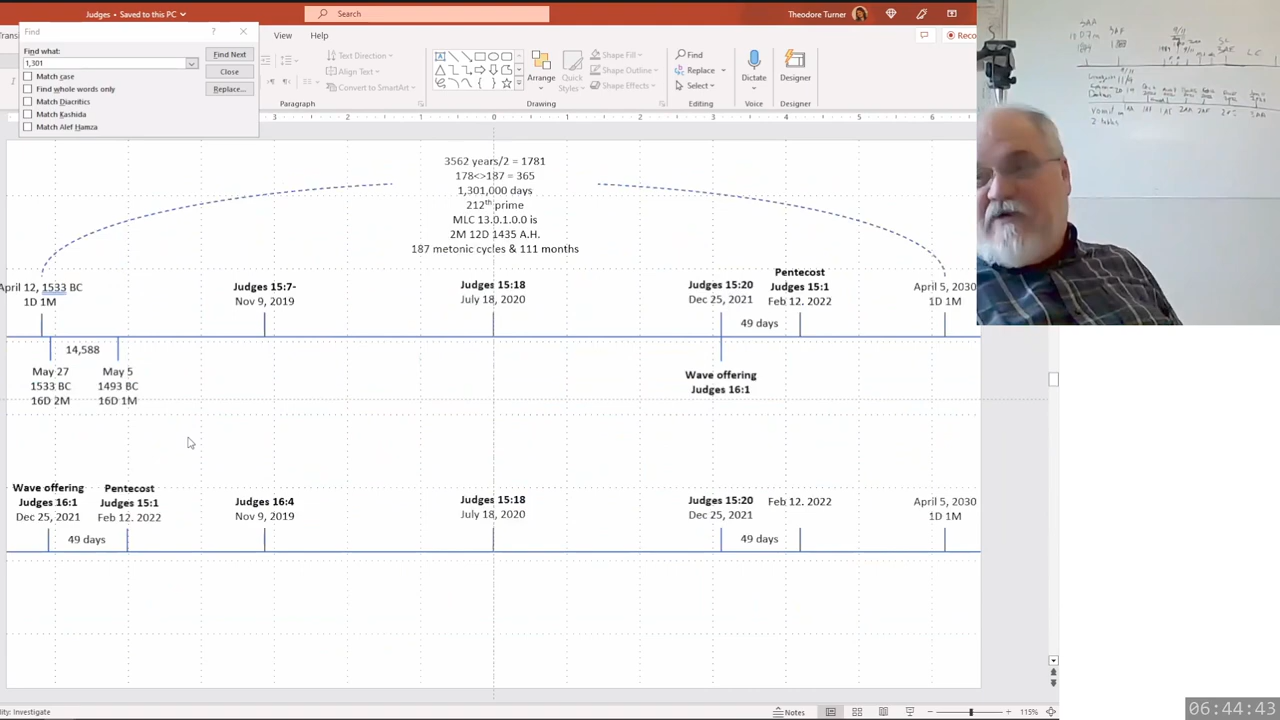 Judges • Saved to this PC
Search
Theodore Turner
Find
?
Find what:
1,301
Find Next
Close
Replace...
Match case
Find whole words only
Match Diacritics
Match Kashida
Match Alef Hamza
View
Help
Text Direction
Align Text
Convert to SmartArt
Paragraph
Arrange
Quick
Styles
Shape Fill
Shape Outline
Shape Effects
Drawing
Find
Replace
Select
Editing
Dictate
Voice
Designer
Designer
2 1 0 1 2 3 4 5 6
3562 years/2 = 1781
178<>187 = 365
1,301,000 days
212th prime
MLC 13.0.1.0.0 is
2M 12D 1435 A.H.
187 metonic cycles & 111 months
April 12, 1533 BC
1D 1M
Judges 15:7-
Nov 9, 2019
Judges 15:18
July 18, 2020
Judges 15:20
Dec 25, 2021
Pentecost
Judges 15:1
Feb 12. 2022
April 5, 2030
1D 1M
49 days
14,588
May 27
1533 BC
16D 2M
May 5
1493 BC
16D 1M
Wave offering
Judges 16:1
Wave offering
Judges 16:1
Dec 25, 2021
Pentecost
Judges 15:1
Feb 12. 2022
Judges 16:4
Nov 9, 2019
Judges 15:18
July 18, 2020
Judges 15:20
Dec 25, 2021
Feb 12. 2022
April 5, 2030
1D 1M
49 days
49 days
Notes
115%
06:44:43